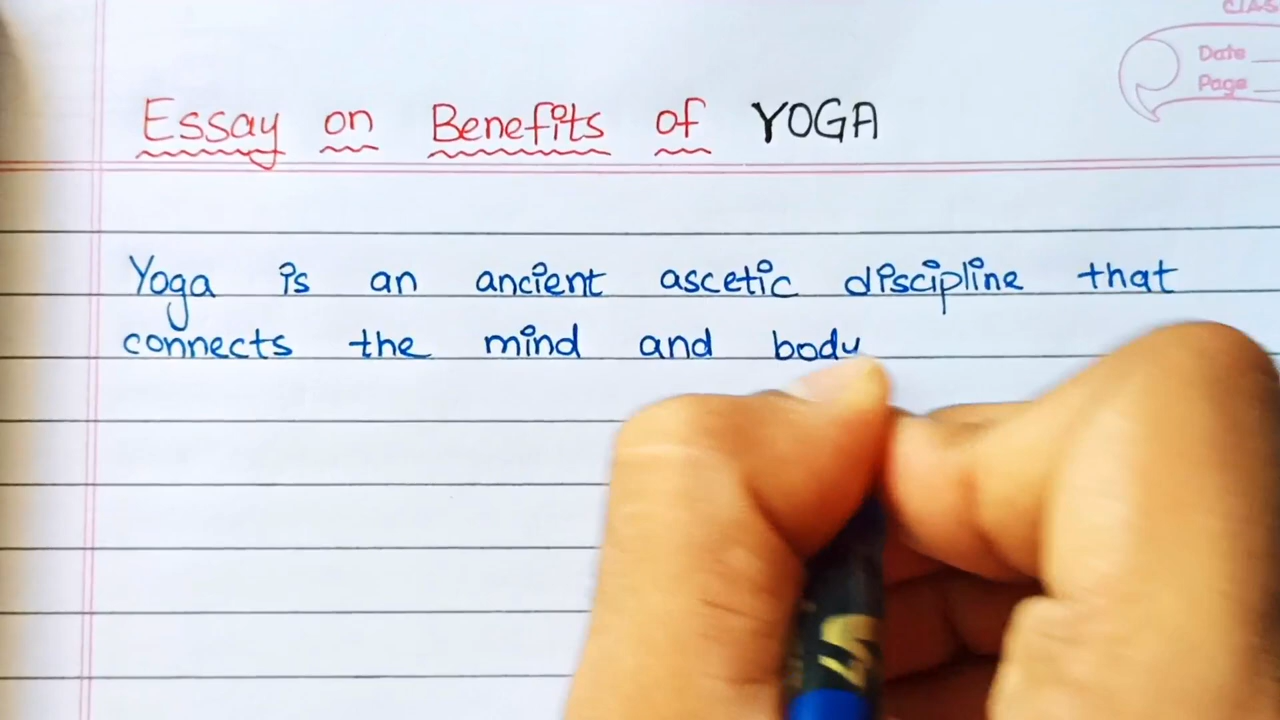 CLAS
Date
Page
Essay on Benefits of YOGA
Yoga is an ancient ascetic discipline that
connects the mind and body